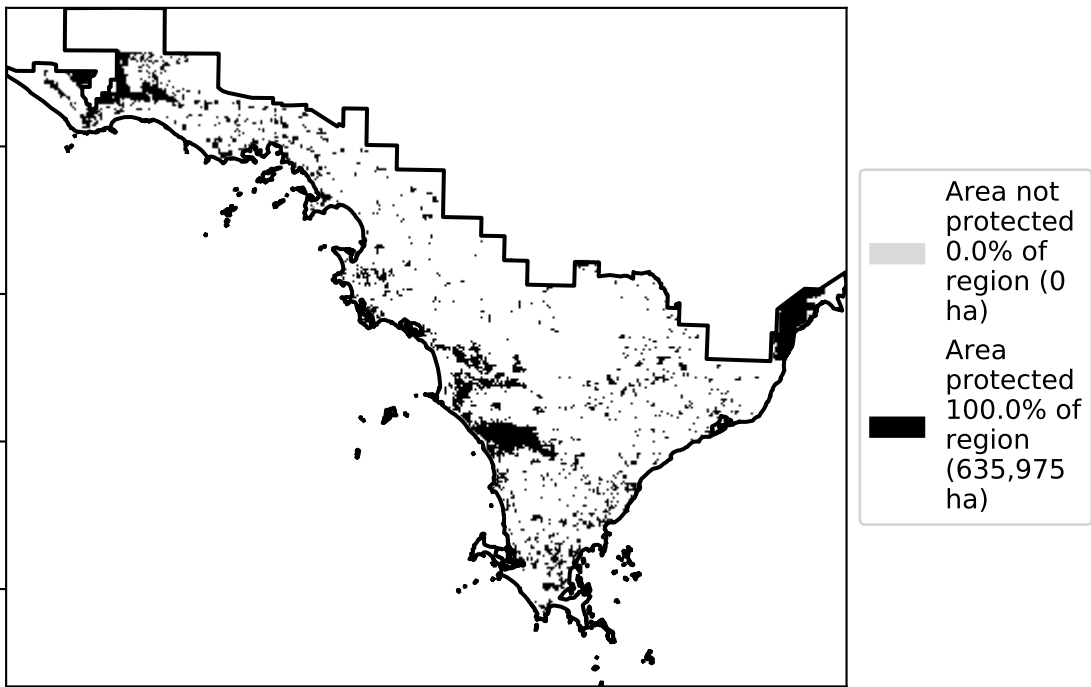 Area not
protected
0.0% of
region (0
ha)
Area
protected
100.0% of
region
(635,975
ha)